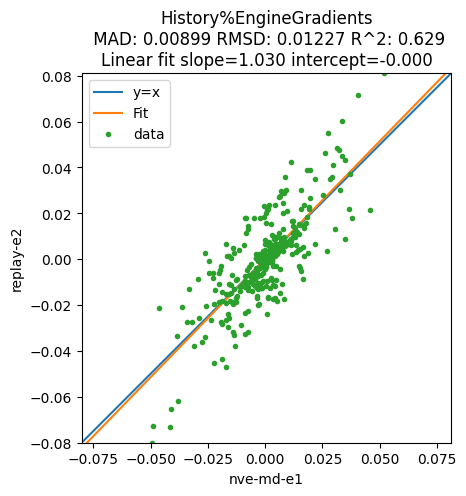 History%EngineGradients
MAD: 0.00899 RMSD: 0.01227 R^2: 0.629
Linear fit slope=1.030 intercept=-0.000
y=x
Fit
data
0.08
0.06
0.04
0.02
0.00
−0.02
−0.04
−0.06
−0.08
replay-e2
−0.075 −0.050 −0.025 0.000 0.025 0.050 0.075
nve-md-e1